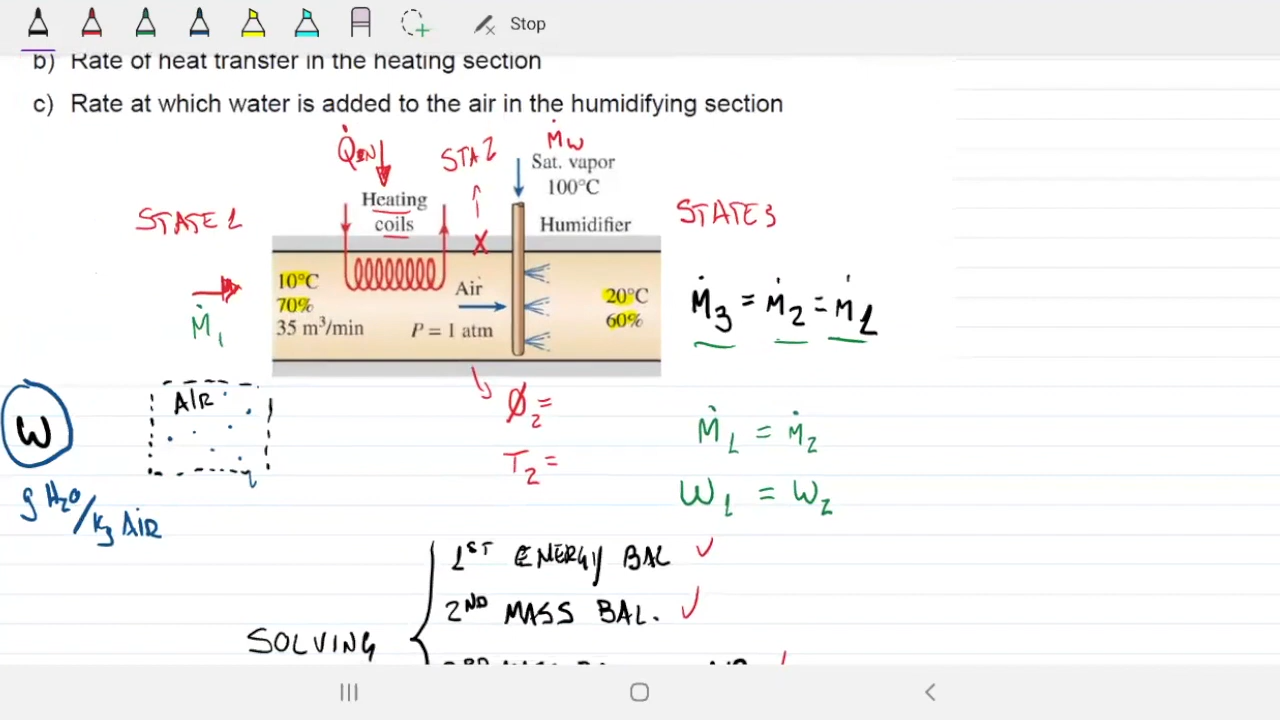 Stop
b) Rate of heat transfer in the heating section
c) Rate at which water is added to the air in the humidifying section
Q̇IN
STA2
ṀW
Sat. vapor
100°C
Heating
coils
Humidifier
STATE 1
STATE 3
X
10°C
70%
35 m³/min
Air
P = 1 atm
20°C
60%
Ṁ1
Ṁ3 = Ṁ2 = Ṁ1
W
AIR
Ø2 =
T2 =
Ṁ1 = Ṁ2
W1 = W2
g H2O/Kg AIR
1ST ENERGY BAL ✓
2ND MASS BAL. ✓
SOLVING